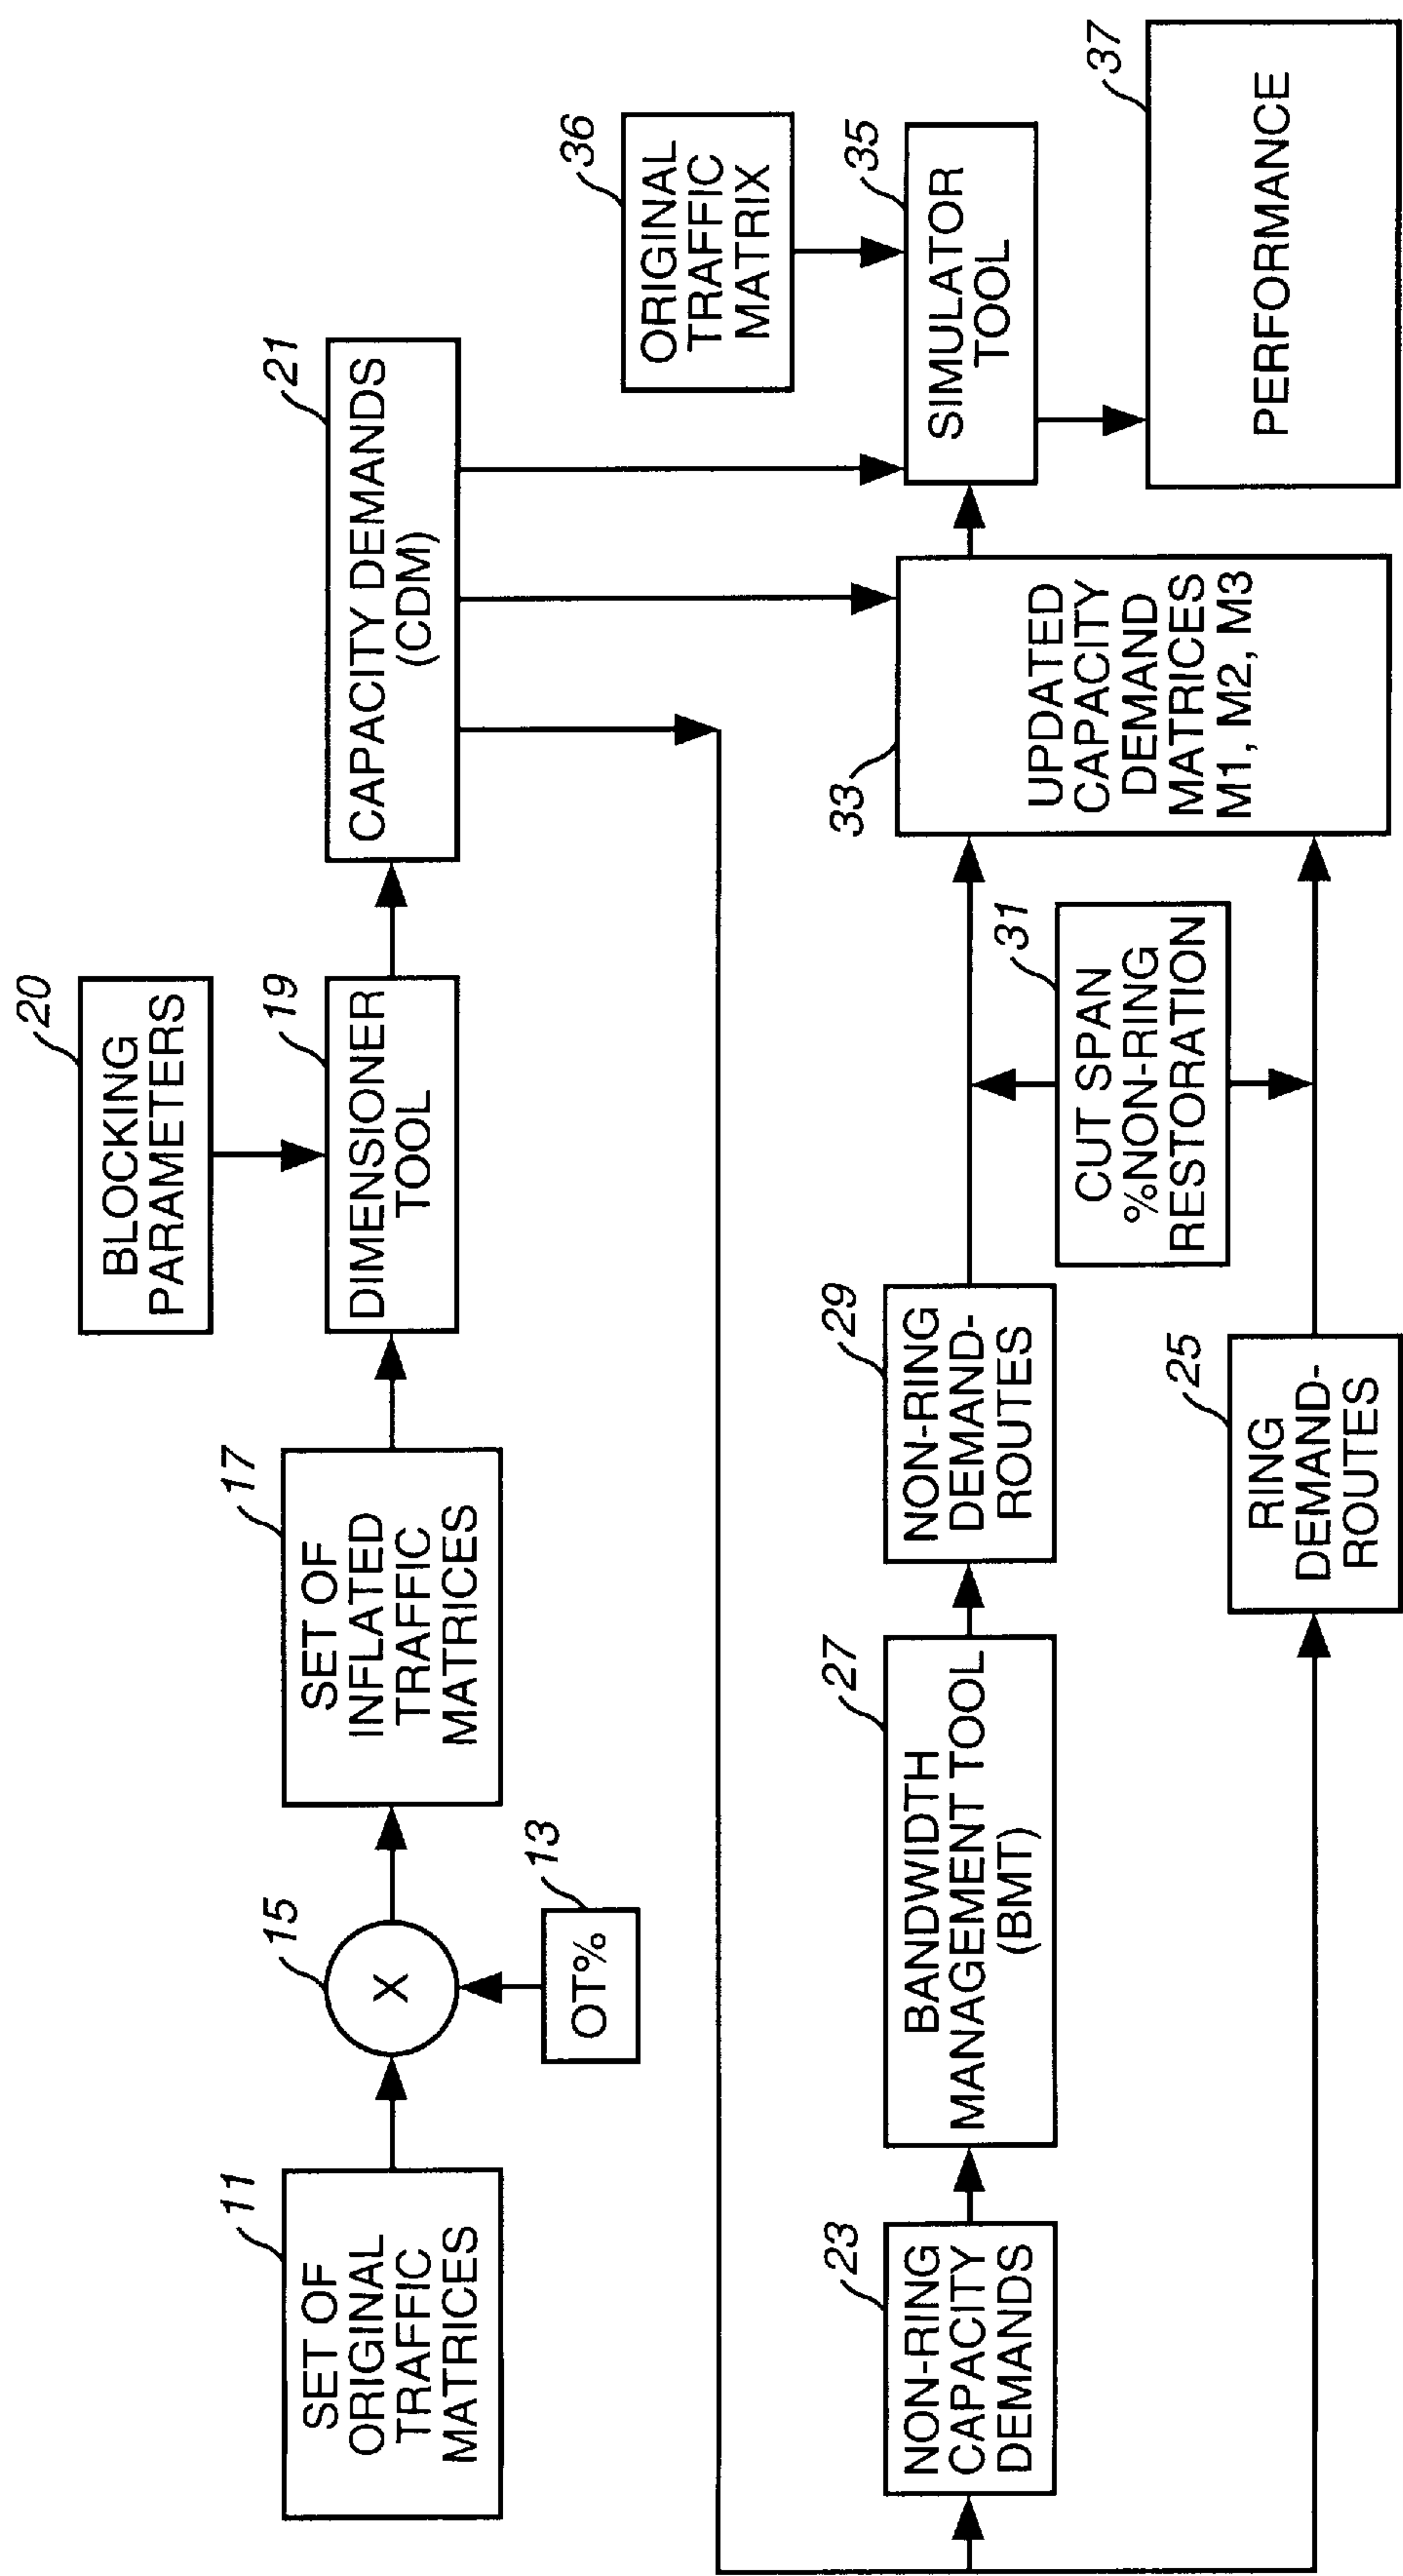 11
SET OF
ORIGINAL
TRAFFIC
MATRICES
15
X
13
OT%
17
SET OF
INFLATED
TRAFFIC
MATRICES
20
BLOCKING
PARAMETERS
19
DIMENSIONER
TOOL
21
CAPACITY DEMANDS
(CDM)
36
ORIGINAL
TRAFFIC
MATRIX
23
NON-RING
CAPACITY
DEMANDS
27
BANDWIDTH
MANAGEMENT TOOL
(BMT)
29
NON-RING
DEMAND-
ROUTES
25
RING
DEMAND-
ROUTES
31
CUT SPAN
%NON-RING
RESTORATION
33
UPDATED
CAPACITY
DEMAND
MATRICES
M1, M2, M3
35
SIMULATOR
TOOL
37
PERFORMANCE